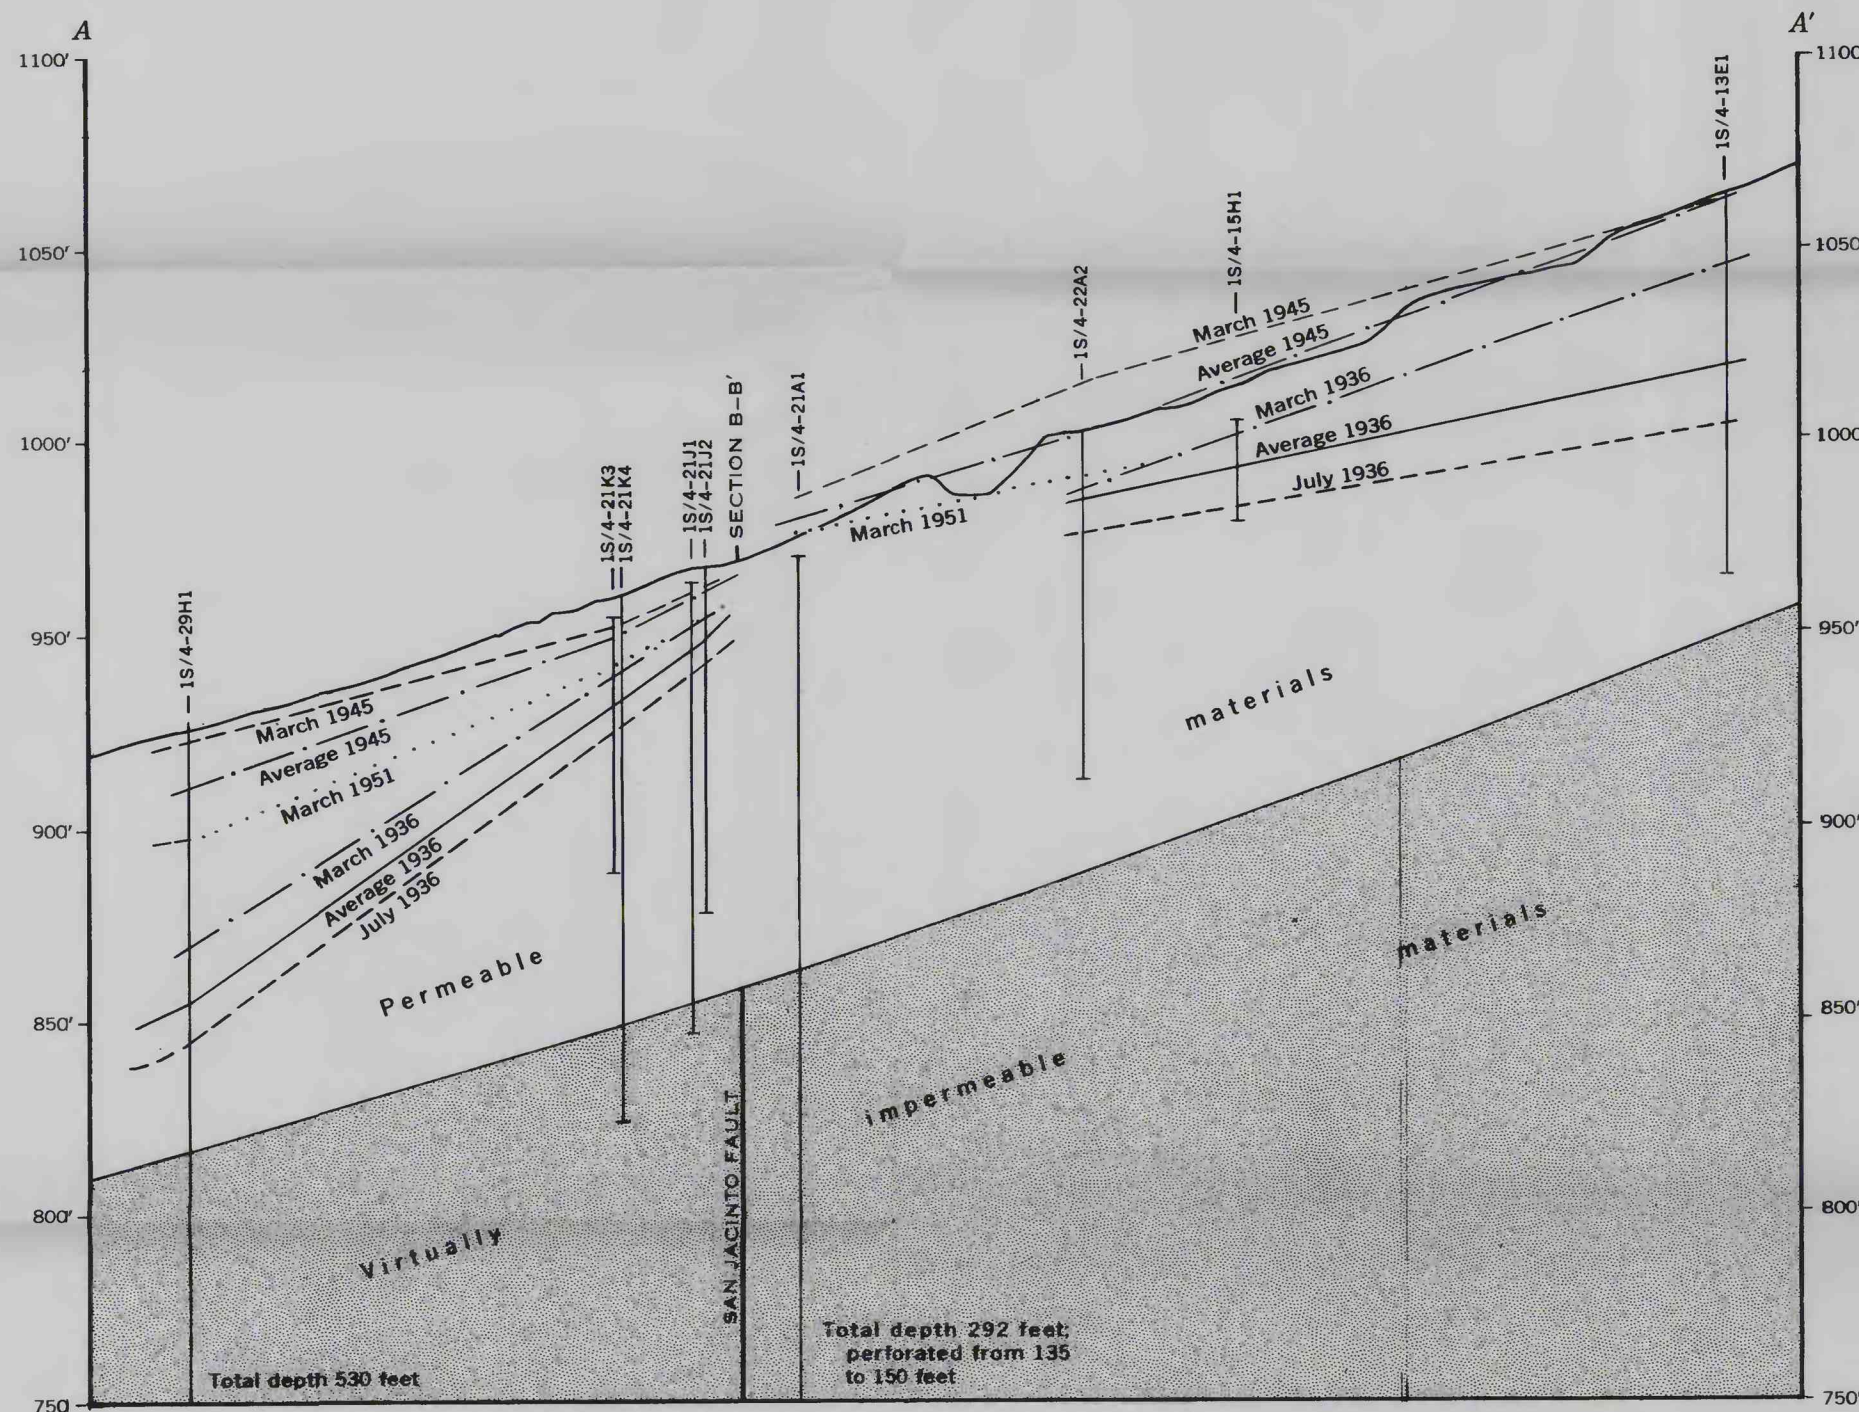 A
A′
1100′
1050′
1000′
950′
900′
850′
800′
750
1100
1050
1000
950′
900′
850′
800′
750′
1S/4-29H1
1S/4-21K3
1S/4-21K4
1S/4-21J1
1S/4-21J2
SECTION B-B′
1S/4-21A1
1S/4-22A2
1S/4-15H1
1S/4-13E1
March 1945
Average 1945
March 1936
Average 1936
July 1936
March 1951
March 1945
Average 1945
March 1951
March 1936
Average 1936
July 1936
Permeable
materials
Virtually
impermeable
materials
SAN JACINTO FAULT
Total depth 530 feet
Total depth 292 feet;
perforated from 135
to 150 feet